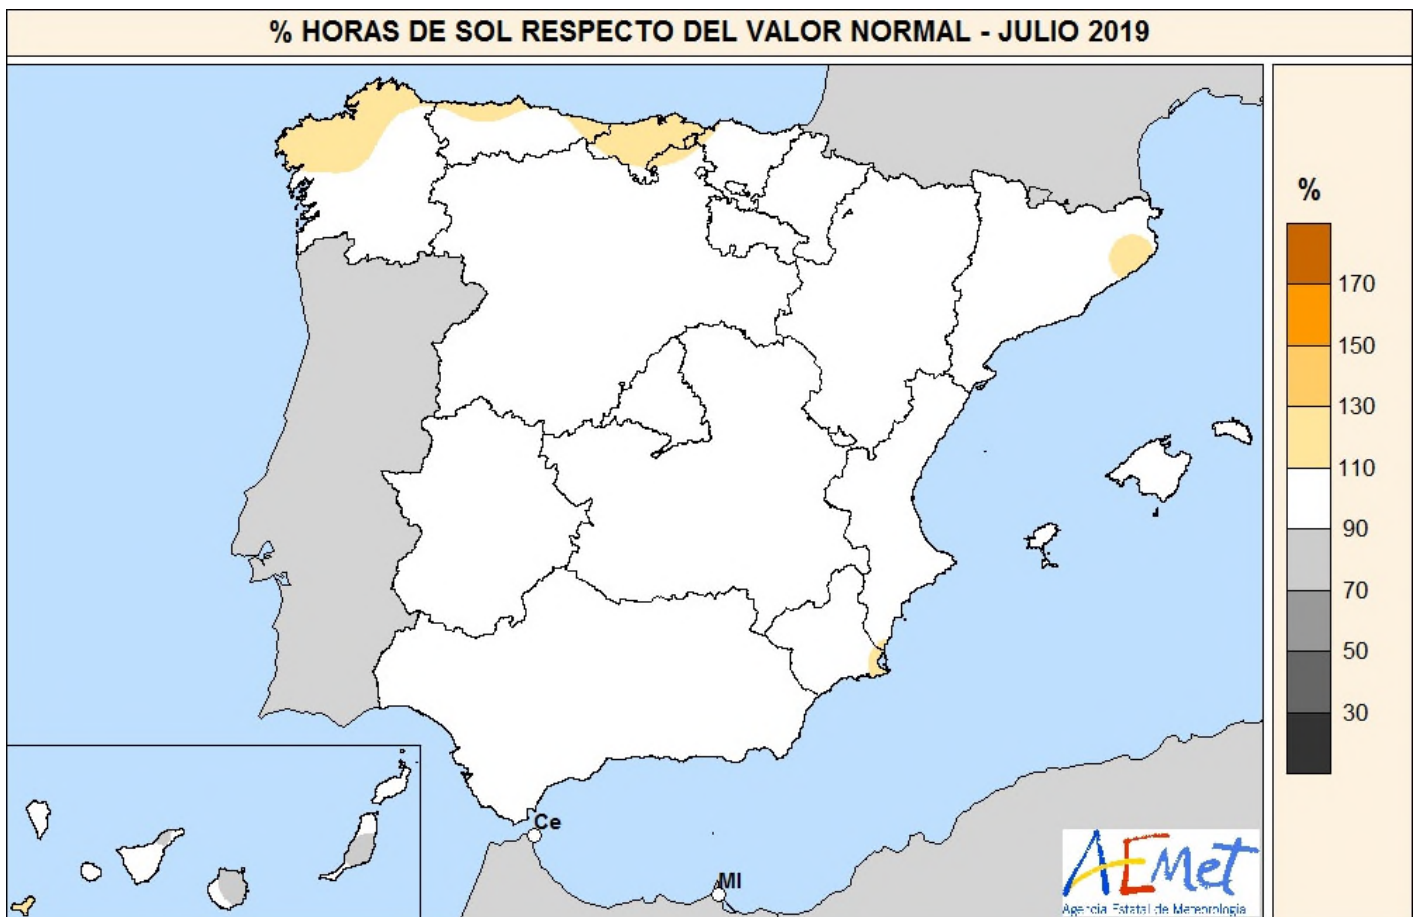 % HORAS DE SOL RESPECTO DEL VALOR NORMAL - JULIO 2019
%
170
150
130
110
90
70
50
30
Ce
Ml
AEMet
Agencia Estatal de Meteorología